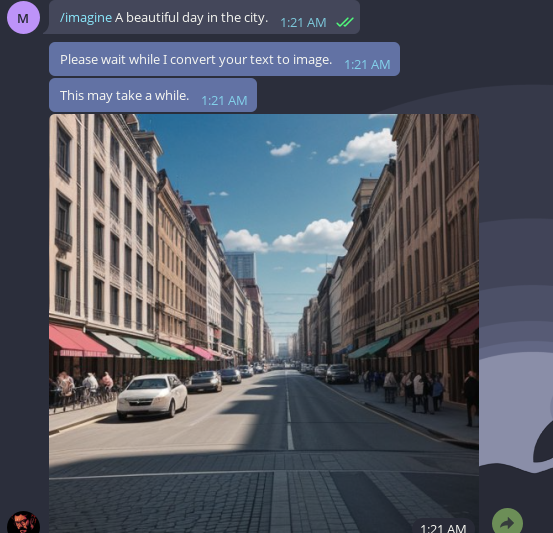 M
/imagine A beautiful day in the city. 1:21 AM
Please wait while I convert your text to image. 1:21 AM
This may take a while. 1:21 AM
1:21 AM